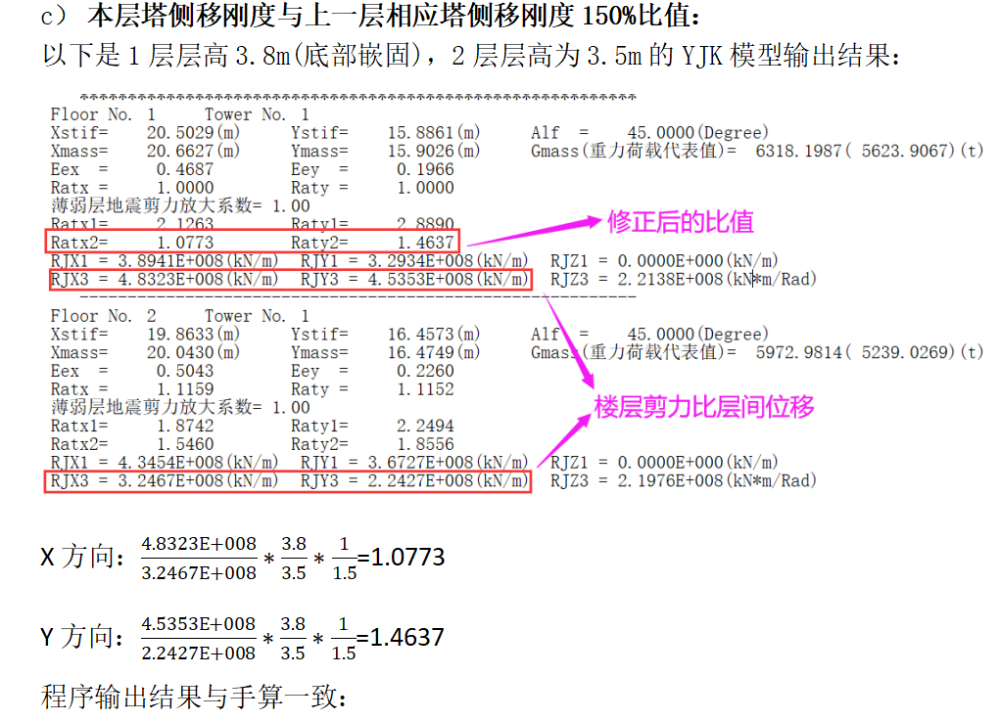 c） 本层塔侧移刚度与上一层相应塔侧移刚度 150%比值：
以下是 1 层层高 3.8m(底部嵌固)，2 层层高为 3.5m 的 YJK 模型输出结果：
**********************************************************
Floor No. 1 Tower No. 1
Xstif= 20.5029(m) Ystif= 15.8861(m) Alf = 45.0000(Degree)
Xmass= 20.6627(m) Ymass= 15.9026(m) Gmass(重力荷载代表值)= 6318.1987( 5623.9067)(t)
Eex = 0.4687 Eey = 0.1966
Ratx = 1.0000 Raty = 1.0000
薄弱层地震剪力放大系数= 1.00
Ratx1= 2.1263 Raty1= 2.8890
修正后的比值
Ratx2= 1.0773 Raty2= 1.4637
RJX1 = 3.8941E+008(kN/m) RJY1 = 3.2934E+008(kN/m) RJZ1 = 0.0000E+000(kN/m)
RJX3 = 4.8323E+008(kN/m) RJY3 = 4.5353E+008(kN/m) RJZ3 = 2.2138E+008(kN*m/Rad)
----------------------------------------------------------
Floor No. 2 Tower No. 1
Xstif= 19.8633(m) Ystif= 16.4573(m) Alf = 45.0000(Degree)
Xmass= 20.0430(m) Ymass= 16.4749(m) Gmass(重力荷载代表值)= 5972.9814( 5239.0269)(t)
Eex = 0.5043 Eey = 0.2260
Ratx = 1.1159 Raty = 1.1152
薄弱层地震剪力放大系数= 1.00
楼层剪力比层间位移
Ratx1= 1.8742 Raty1= 2.2494
Ratx2= 1.5460 Raty2= 1.8556
RJX1 = 4.3454E+008(kN/m) RJY1 = 3.6727E+008(kN/m) RJZ1 = 0.0000E+000(kN/m)
RJX3 = 3.2467E+008(kN/m) RJY3 = 2.2427E+008(kN/m) RJZ3 = 2.1976E+008(kN*m/Rad)
X 方向：4.8323E+008/3.2467E+008 * 3.8/3.5 * 1/1.5=1.0773
Y 方向：4.5353E+008/2.2427E+008 * 3.8/3.5 * 1/1.5=1.4637
程序输出结果与手算一致：